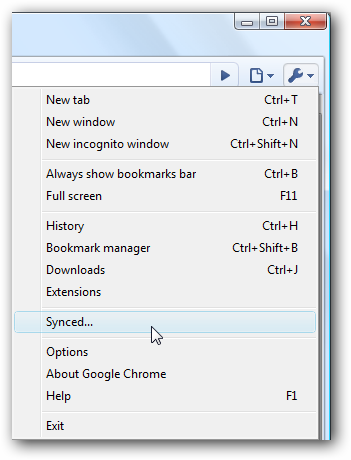 New tab Ctrl+T
New window Ctrl+N
New incognito window Ctrl+Shift+N
Always show bookmarks bar Ctrl+B
Full screen F11
History Ctrl+H
Bookmark manager Ctrl+Shift+B
Downloads Ctrl+J
Extensions
Synced...
Options
About Google Chrome
Help F1
Exit